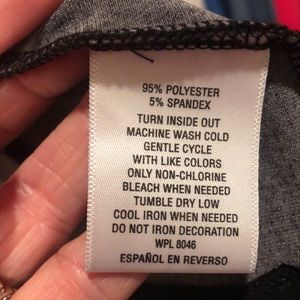 95% POLYESTER
5% SPANDEX
TURN INSIDE OUT
MACHINE WASH COLD
GENTLE CYCLE
WITH LIKE COLORS
ONLY NON-CHLORINE
BLEACH WHEN NEEDED
TUMBLE DRY LOW
COOL IRON WHEN NEEDED
DO NOT IRON DECORATION
WPL 8046
ESPAÑOL EN REVERSO